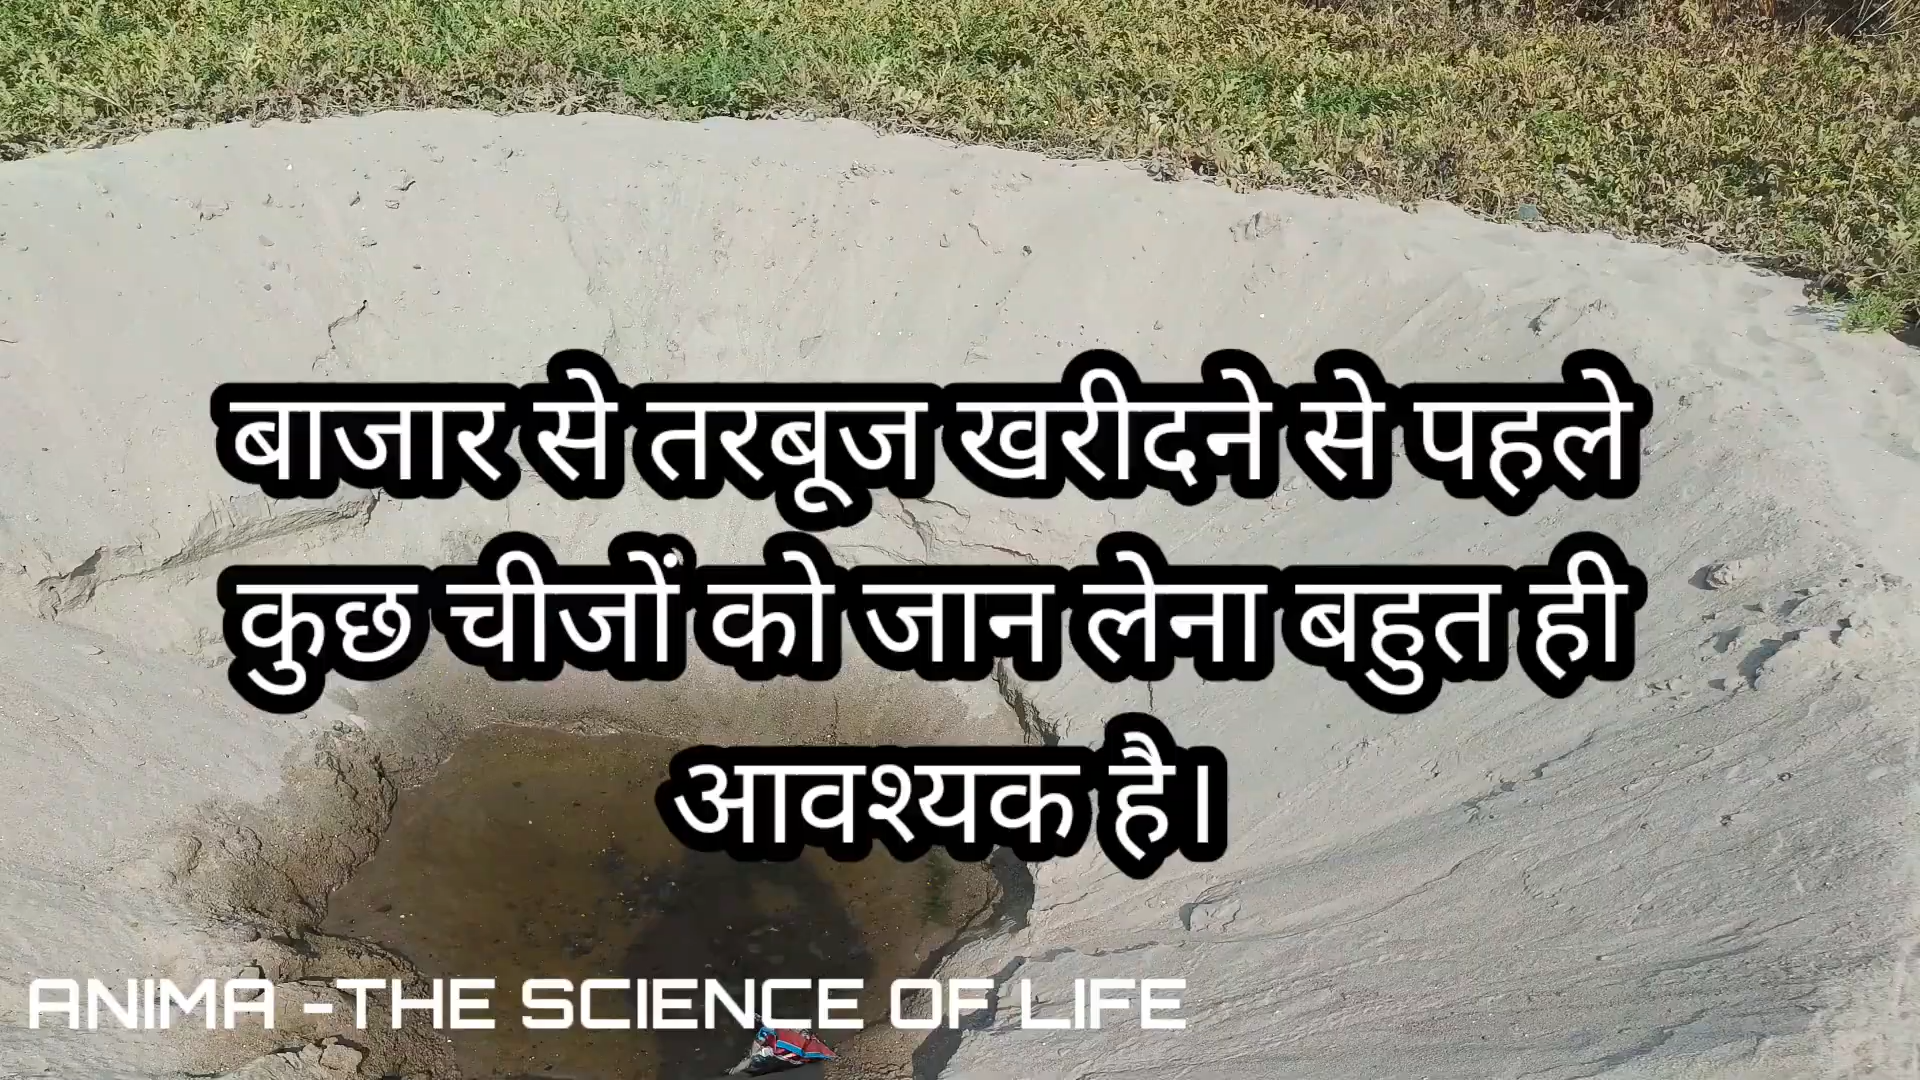 बाजार से तरबूज खरीदने से पहले
कुछ चीजों को जान लेना बहुत ही
आवश्यक है।
ANIMA -THE SCIENCE OF LIFE